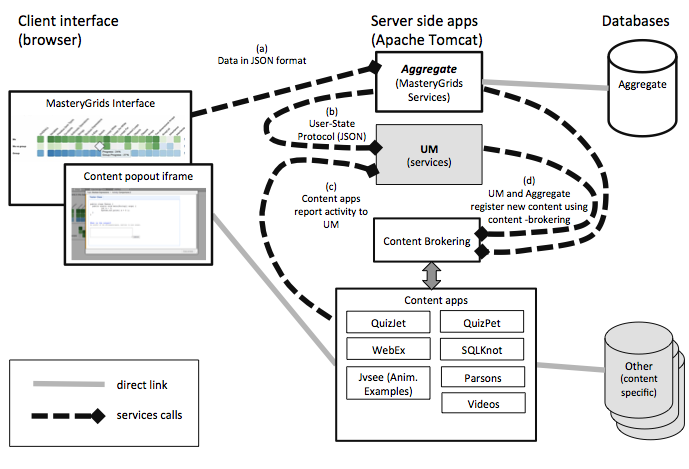 Client interface
(browser)
Server side apps
(Apache Tomcat)
Databases
(a)
Data in JSON format
Aggregate
(MasteryGrids
Services)
Aggregate
MasteryGrids Interface
(b)
User-State
Protocol (JSON)
UM
(services)
Content popout iframe
(c)
Content apps
report activity to
UM
(d)
UM and Aggregate
register new content using
content -brokering
Content Brokering
Content apps
QuizJet
QuizPet
WebEx
SQLKnot
Jvsee (Anim.
Examples)
Parsons
Videos
Other
(content
specific)
direct link
services calls